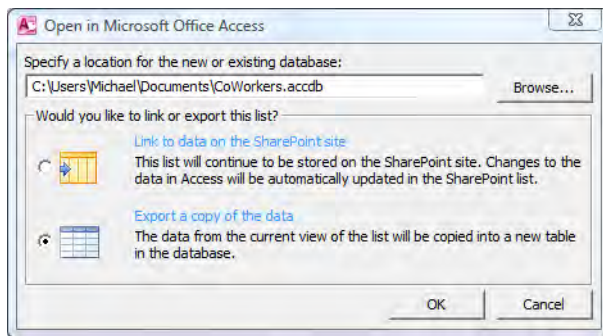 Open in Microsoft Office Access
Specify a location for the new or existing database:
C:\Users\Michael\Documents\CoWorkers.accdb
Browse...
Would you like to link or export this list?
Link to data on the SharePoint site
This list will continue to be stored on the SharePoint site. Changes to the
data in Access will be automatically updated in the SharePoint list.
Export a copy of the data
The data from the current view of the list will be copied into a new table
in the database.
OK
Cancel